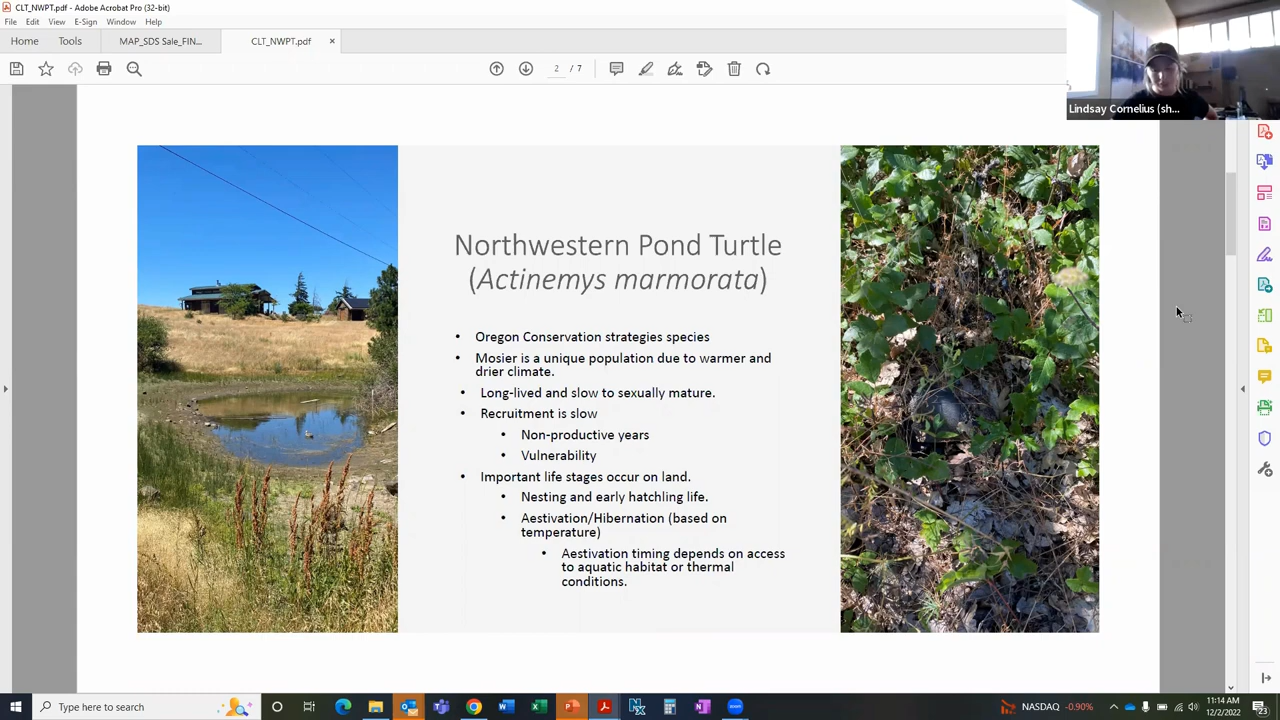 CLT_NWPT.pdf - Adobe Acrobat Pro (32-bit)
File Edit View E-Sign Window Help
Home Tools MAP_SDS Sale_FIN... CLT_NWPT.pdf ×
2 / 7
Lindsay Cornelius (sh...
Northwestern Pond Turtle
(Actinemys marmorata)
• Oregon Conservation strategies species
• Mosier is a unique population due to warmer and
drier climate.
• Long-lived and slow to sexually mature.
• Recruitment is slow
• Non-productive years
• Vulnerability
• Important life stages occur on land.
• Nesting and early hatchling life.
• Aestivation/Hibernation (based on
temperature)
• Aestivation timing depends on access
to aquatic habitat or thermal
conditions.
Type here to search
NASDAQ -0.90%
11:14 AM
12/2/2022
23